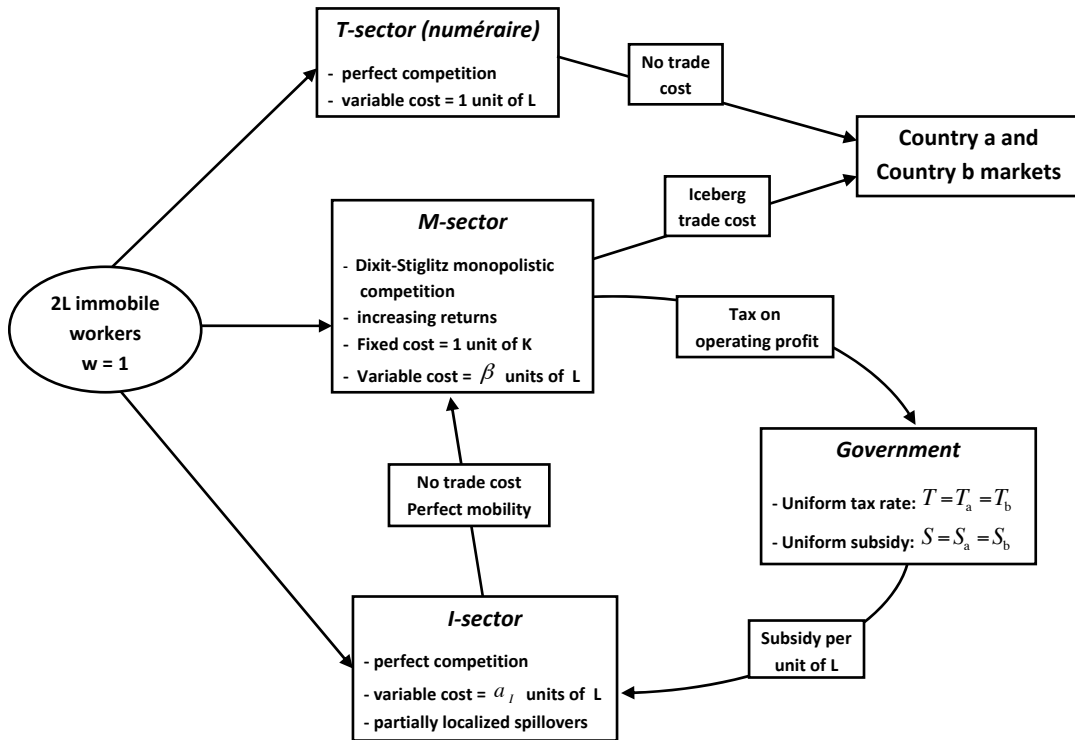 T-sector (numéraire)
- perfect competition
- variable cost = 1 unit of L
No trade
cost
Country a and
Country b markets
Iceberg
trade cost
M-sector
- Dixit-Stiglitz monopolistic
competition
- increasing returns
- Fixed cost = 1 unit of K
- Variable cost = β units of L
2L immobile
workers
w = 1
Tax on
operating profit
Government
- Uniform tax rate: T = Ta = Tb
- Uniform subsidy: S = Sa = Sb
No trade cost
Perfect mobility
I-sector
- perfect competition
- variable cost = aI units of L
- partially localized spillovers
Subsidy per
unit of L